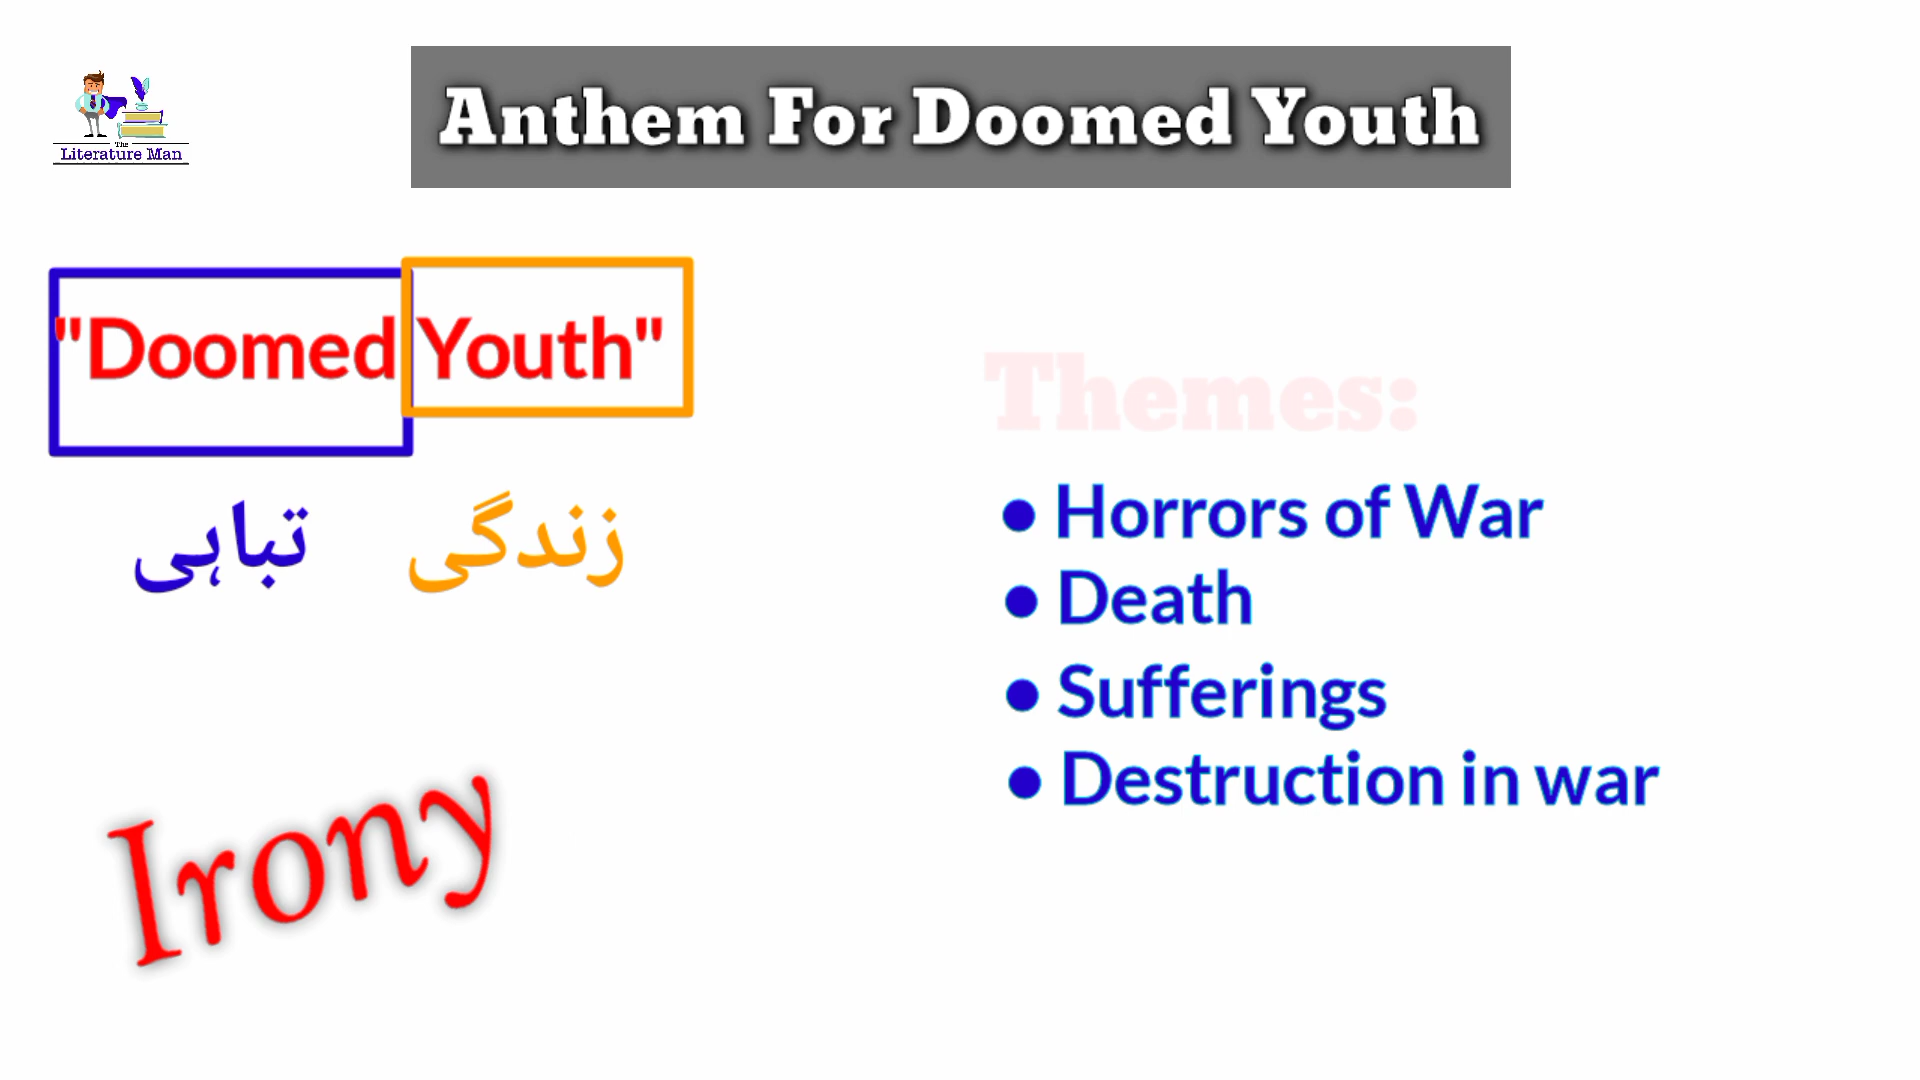 The
Literature Man
Anthem For Doomed Youth
"Doomed Youth"
تباہی
زندگی
Irony
Themes:
● Horrors of War
● Death
● Sufferings
● Destruction in war